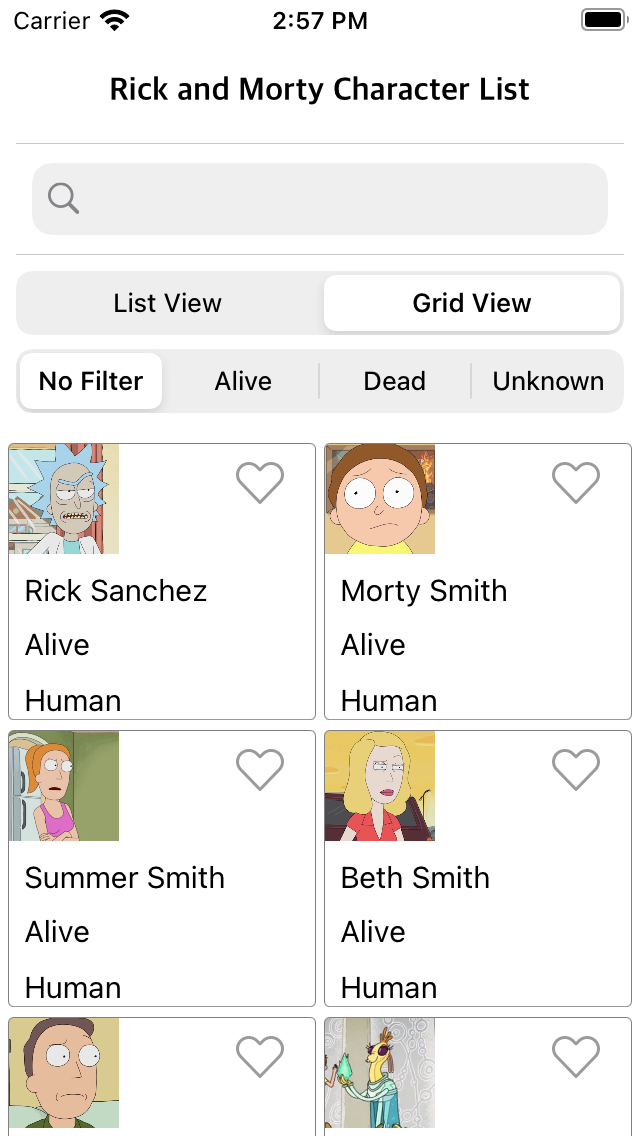 Carrier 2:57 PM
Rick and Morty Character List
List View Grid View
No Filter Alive Dead Unknown
Rick Sanchez
Alive
Human
Morty Smith
Alive
Human
Summer Smith
Alive
Human
Beth Smith
Alive
Human